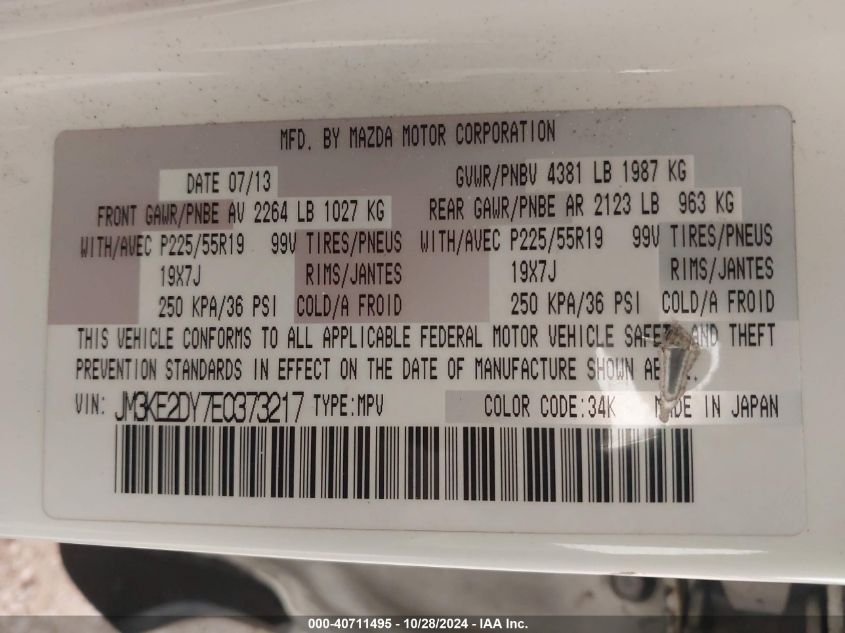 MFD. BY MAZDA MOTOR CORPORATION
DATE 07/13 GVWR/PNBV 4381 LB 1987 KG
FRONT GAWR/PNBE AV 2264 LB 1027 KG REAR GAWR/PNBE AR 2123 LB 963 KG
WITH/AVEC P225/55R19 99V TIRES/PNEUS WITH/AVEC P225/55R19 99V TIRES/PNEUS
19X7J RIMS/JANTES 19X7J RIMS/JANTES
250 KPA/36 PSI COLD/A FROID 250 KPA/36 PSI COLD/A FROID
THIS VEHICLE CONFORMS TO ALL APPLICABLE FEDERAL MOTOR VEHICLE SAFETY AND THEFT
PREVENTION STANDARDS IN EFFECT ON THE DATE OF MANUFACTURE SHOWN
VIN: JM3KE2DY7E0373217 TYPE:MPV COLOR CODE:34K MADE IN JAPAN
000-40711495 - 10/28/2024 - IAA Inc.